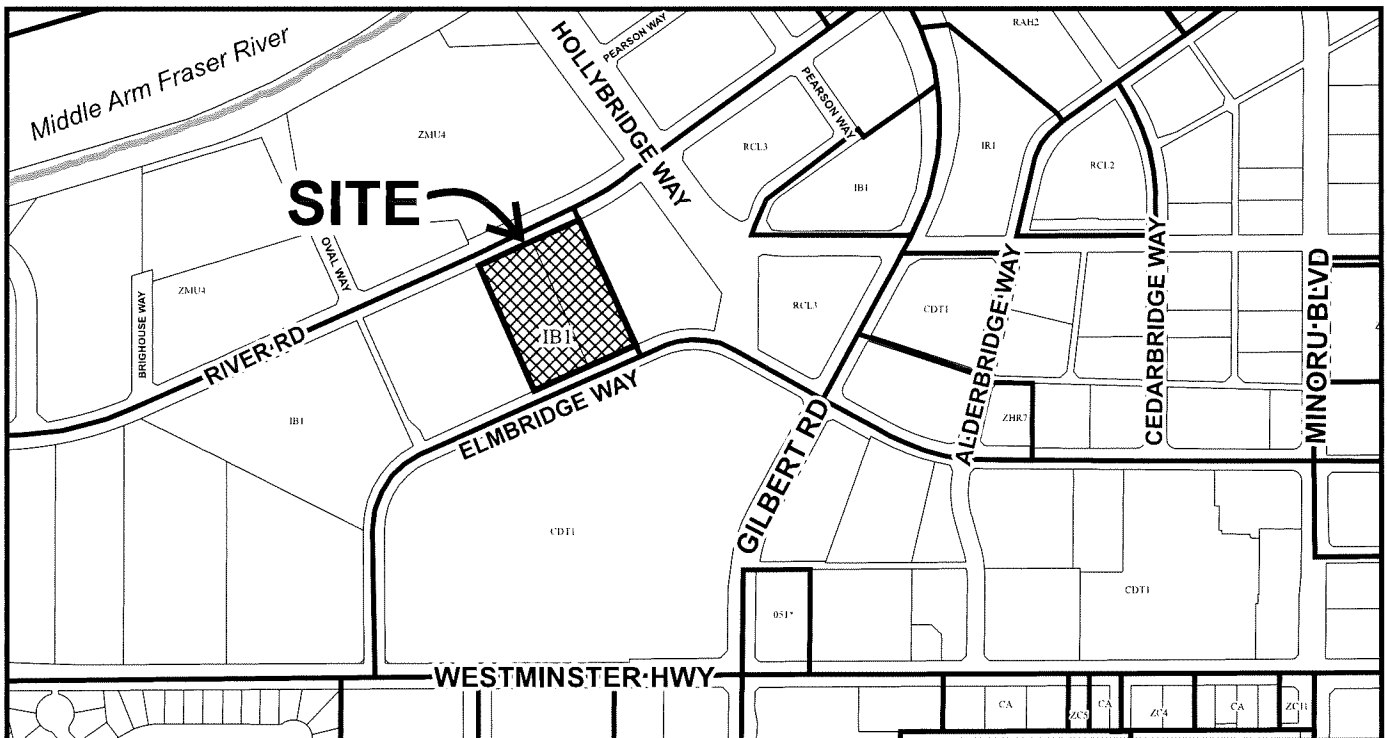 Middle Arm Fraser River
HOLLYBRIDGE WAY
PEARSON WAY
PEARSON WAY
RAH2
ZMU4
RCL3
IB1
IR1
RCL2
SITE
OVAL WAY
ZMU4
BRIGHOUSE WAY
RIVER RD
IB1
ELMBRIDGE WAY
IB1
RCL3
CDT1
ALDERBRIDGE WAY
CEDARBRIDGE WAY
MINORU BLVD
ZHR7
GILBERT RD
CDT1
CDT1
WESTMINSTER HWY
CA
ZC5
CA
ZC4
CA